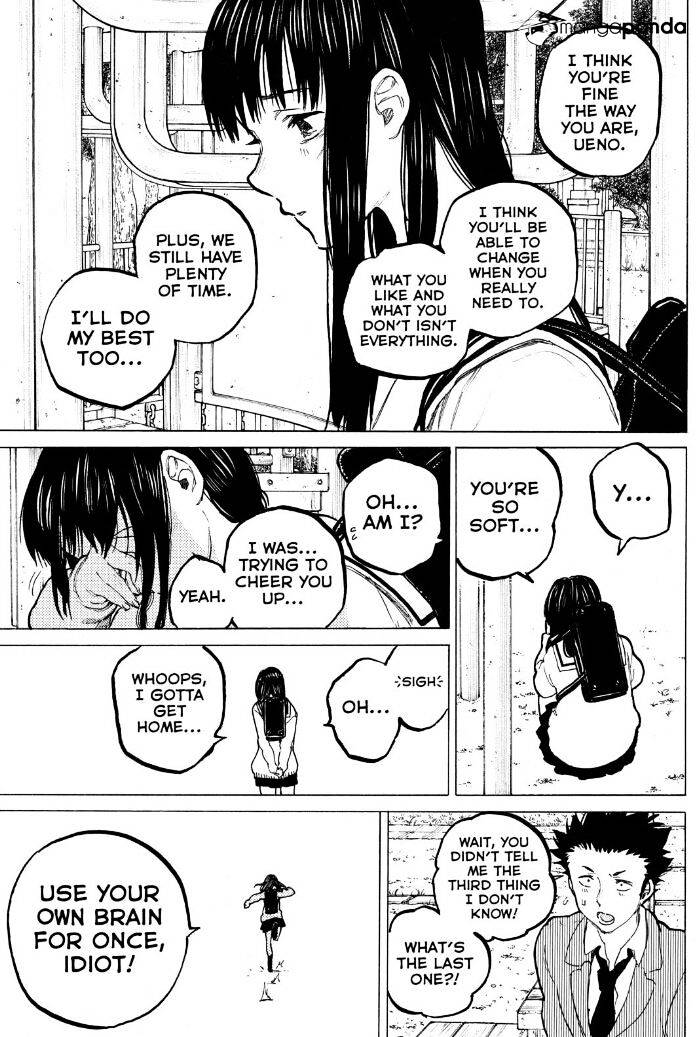 mangapanda
I THINK
YOU'RE
FINE
THE WAY
YOU ARE,
UENO.
I THINK
YOU'LL BE
ABLE TO
CHANGE
WHEN YOU
REALLY
NEED TO.
WHAT YOU
LIKE AND
WHAT YOU
DON'T ISN'T
EVERYTHING.
PLUS, WE
STILL HAVE
PLENTY
OF TIME.
I'LL DO
MY BEST
TOO...
Y...
YOU'RE
SO
SOFT...
OH...
AM I?
I WAS...
TRYING TO
CHEER YOU
UP...
YEAH.
SIGH
OH...
WHOOPS,
I GOTTA
GET
HOME...
WAIT, YOU
DIDN'T TELL
ME THE
THIRD THING
I DON'T
KNOW!
WHAT'S
THE LAST
ONE?!
USE YOUR
OWN BRAIN
FOR ONCE,
IDIOT!